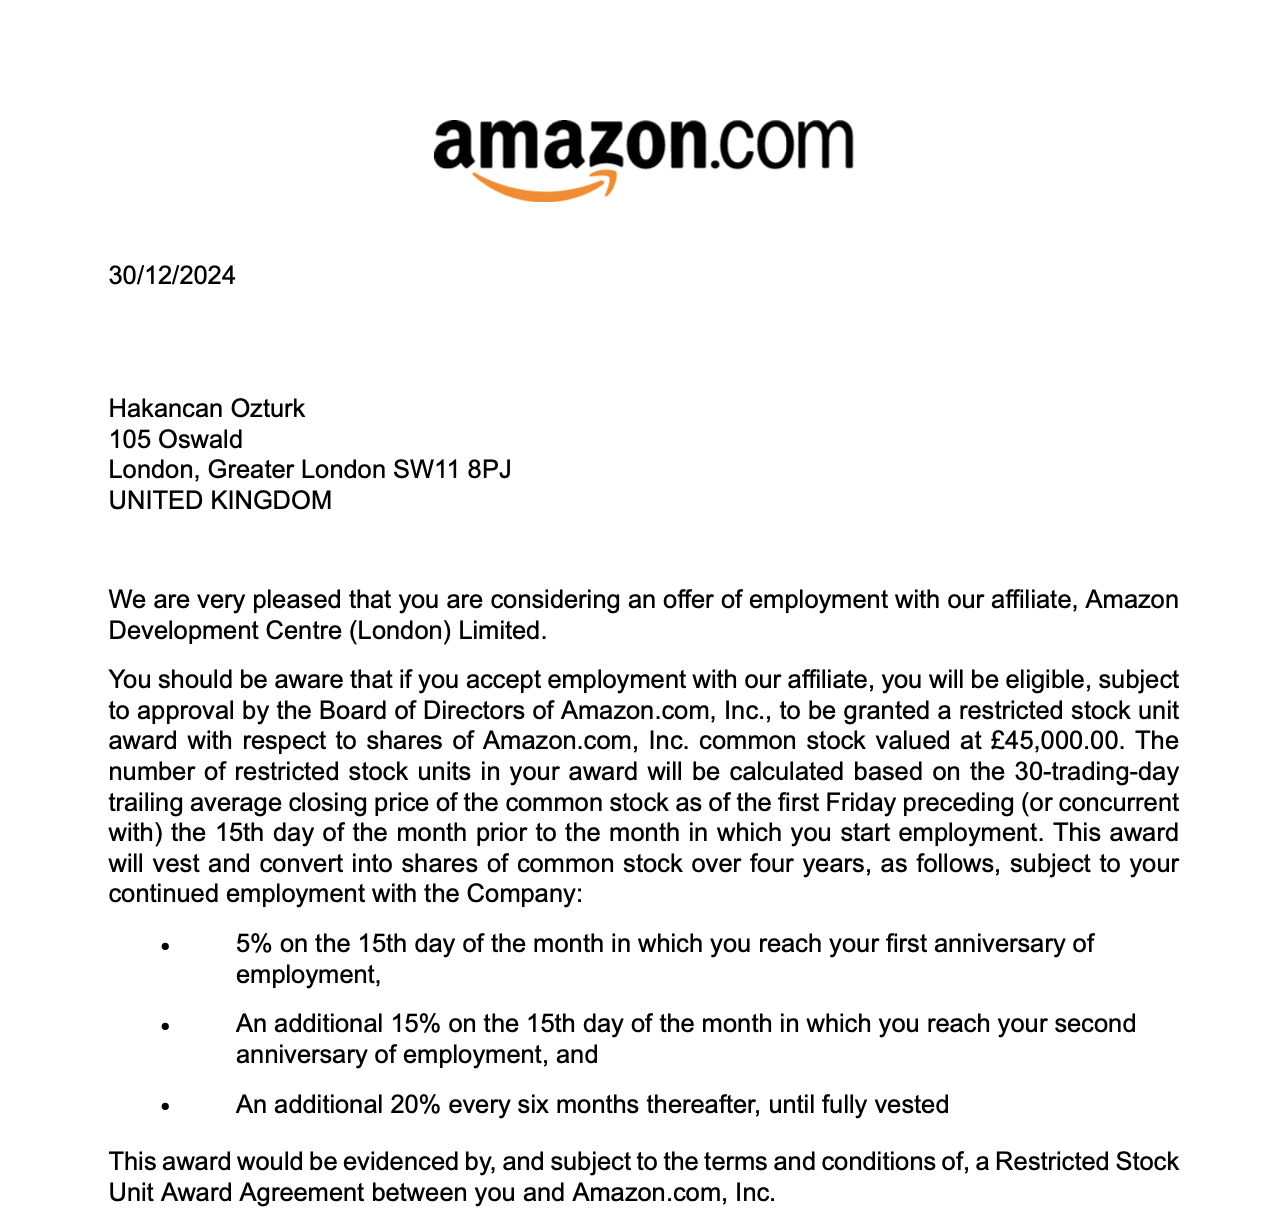 amazon.com
30/12/2024
Hakancan Ozturk
105 Oswald
London, Greater London SW11 8PJ
UNITED KINGDOM
We are very pleased that you are considering an offer of employment with our affiliate, Amazon
Development Centre (London) Limited.
You should be aware that if you accept employment with our affiliate, you will be eligible, subject
to approval by the Board of Directors of Amazon.com, Inc., to be granted a restricted stock unit
award with respect to shares of Amazon.com, Inc. common stock valued at £45,000.00. The
number of restricted stock units in your award will be calculated based on the 30-trading-day
trailing average closing price of the common stock as of the first Friday preceding (or concurrent
with) the 15th day of the month prior to the month in which you start employment. This award
will vest and convert into shares of common stock over four years, as follows, subject to your
continued employment with the Company:
• 5% on the 15th day of the month in which you reach your first anniversary of
employment,
• An additional 15% on the 15th day of the month in which you reach your second
anniversary of employment, and
• An additional 20% every six months thereafter, until fully vested
This award would be evidenced by, and subject to the terms and conditions of, a Restricted Stock
Unit Award Agreement between you and Amazon.com, Inc.